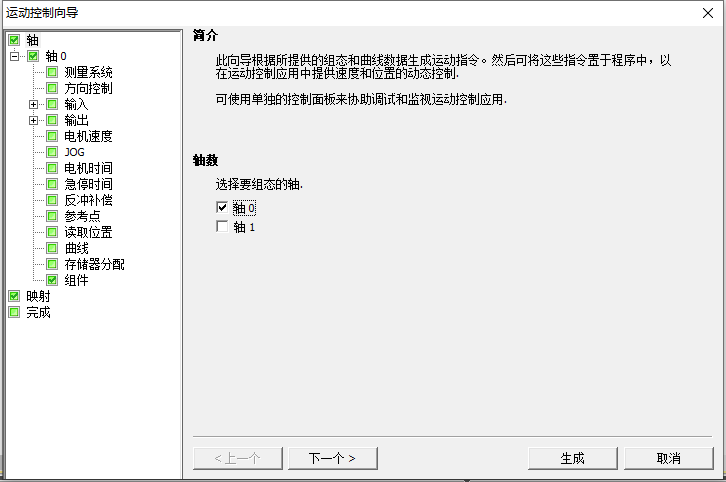 运动控制向导
轴
轴 0
测量系统
方向控制
输入
输出
电机速度
JOG
电机时间
急停时间
反冲补偿
参考点
读取位置
曲线
存储器分配
组件
映射
完成
简介
此向导根据所提供的组态和曲线数据生成运动指令。然后可将这些指令置于程序中，以
在运动控制应用中提供速度和位置的动态控制.
可使用单独的控制面板来协助调试和监视运动控制应用.
轴数
选择要组态的轴.
轴 0
轴 1
< 上一个
下一个 >
生成
取消